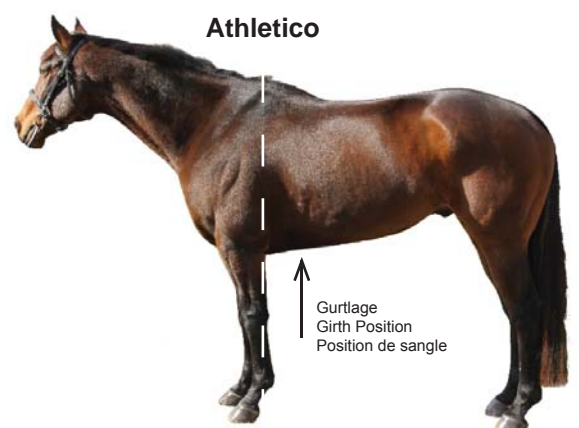 Athletico
Gurtlage
Girth Position
Position de sangle